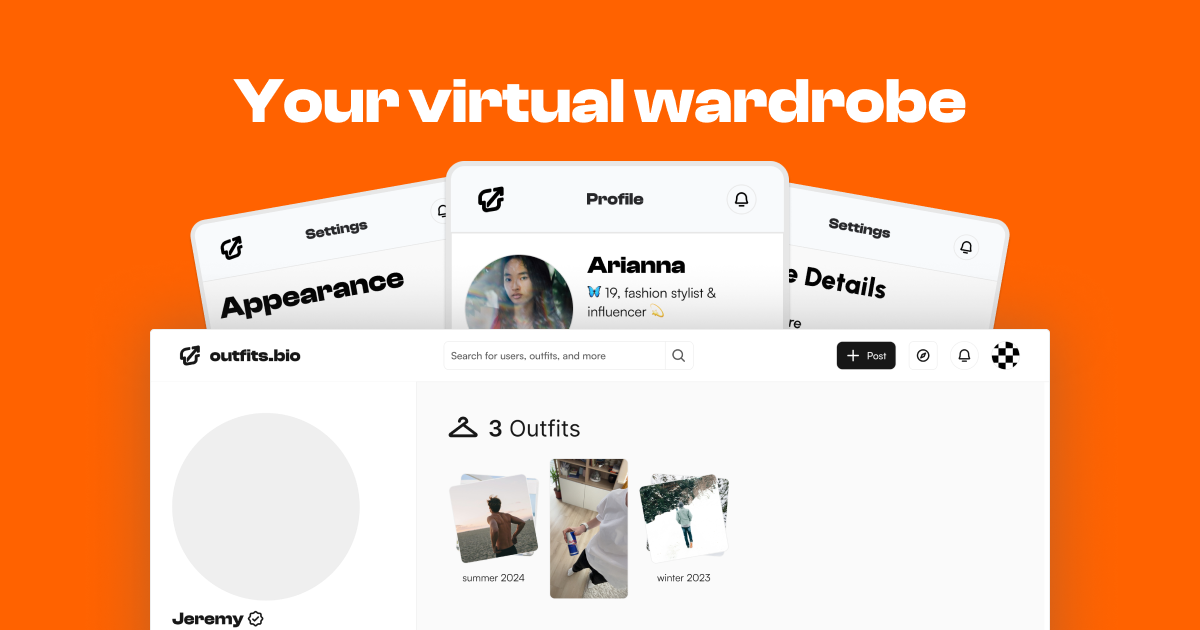 Your virtual wardrobe
Settings
Appearance
Profile
Arianna
🦋 19, fashion stylist &
influencer 💫
Settings
Details
outfits.bio
Search for users, outfits, and more
Post
3 Outfits
summer 2024
winter 2023
Jeremy